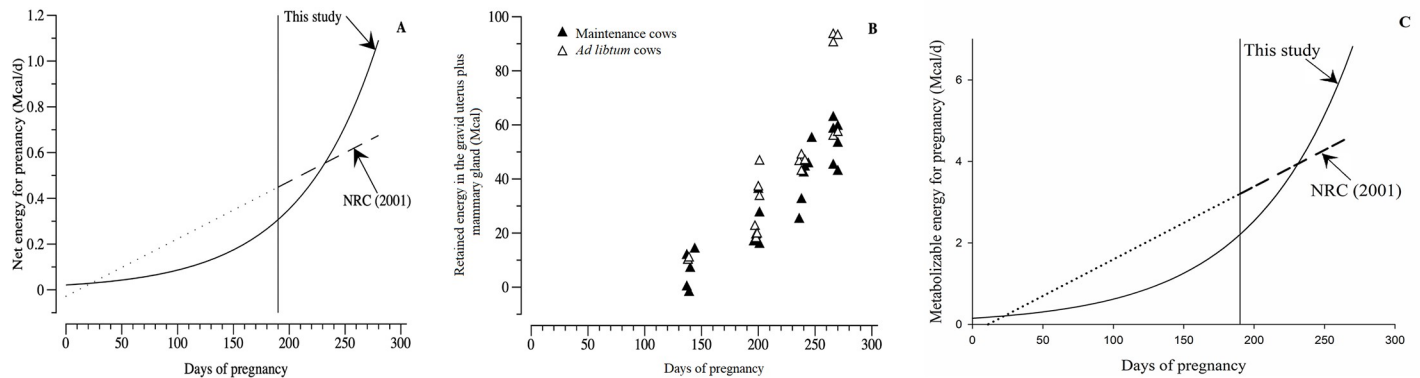 A
This study
NRC (2001)
Net energy for prenancy (Mcal/d)
1.2
1.0
0.8
0.6
0.4
0.2
0
0 50 100 150 200 250 300
Days of pregnancy
B
Maintenance cows
Ad libtum cows
Retained energy in the gravid uterus plus
mammary gland (Mcal)
100
80
60
40
20
0
0 50 100 150 200 250 300
Days of pregnancy
C
This study
NRC (2001)
Metabolizable energy for pregnancy (Mcal/d)
6
4
2
0
0 50 100 150 200 250 300
Days of pregnancy